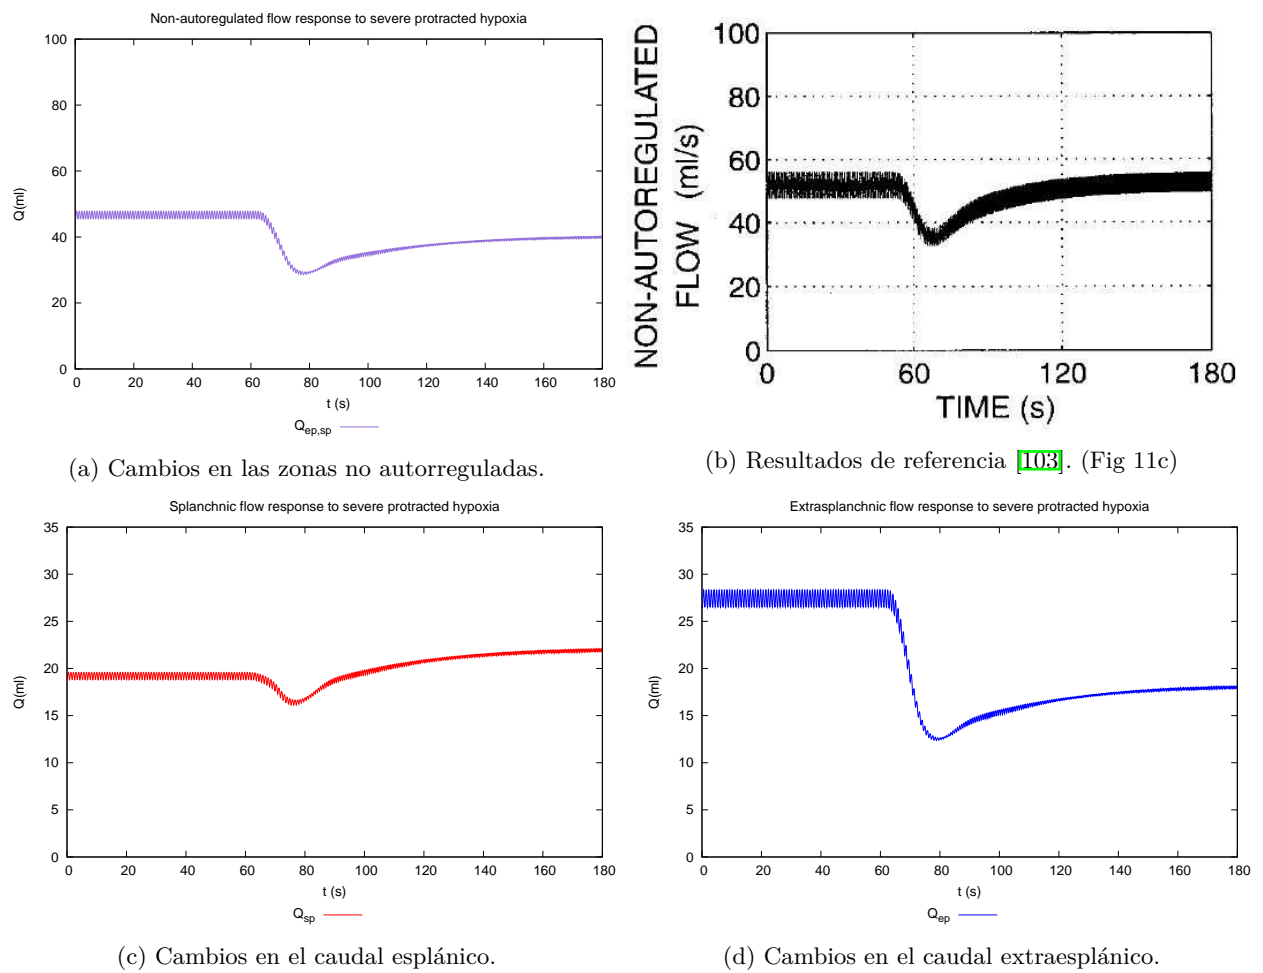 Non-autoregulated flow response to severe protracted hypoxia
100
80
60
40
20
0
Q(ml)
0 20 40 60 80 100 120 140 160 180
t (s)
Q_ep,sp
(a) Cambios en las zonas no autorreguladas.
NON-AUTOREGULATED
FLOW (ml/s)
100
80
60
40
20
0
0 60 120 180
TIME (s)
(b) Resultados de referencia [103]. (Fig 11c)
Splanchnic flow response to severe protracted hypoxia
35
30
25
20
15
10
5
0
Q(ml)
0 20 40 60 80 100 120 140 160 180
t (s)
Q_sp
(c) Cambios en el caudal esplánico.
Extrasplanchnic flow response to severe protracted hypoxia
35
30
25
20
15
10
5
0
Q(ml)
0 20 40 60 80 100 120 140 160 180
t (s)
Q_ep
(d) Cambios en el caudal extraesplánico.